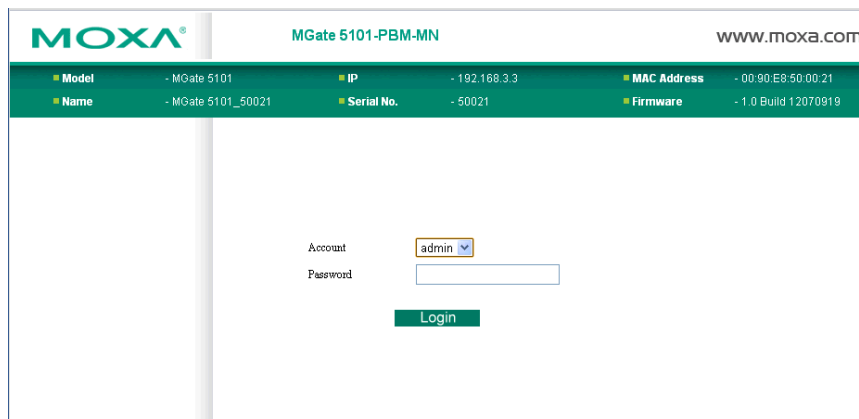 MOXA® MGate 5101-PBM-MN www.moxa.com
Model - MGate 5101 IP - 192.168.3.3 MAC Address - 00:90:E8:50:00:21
Name - MGate 5101_50021 Serial No. - 50021 Firmware - 1.0 Build 12070919
Account admin
Password
Login